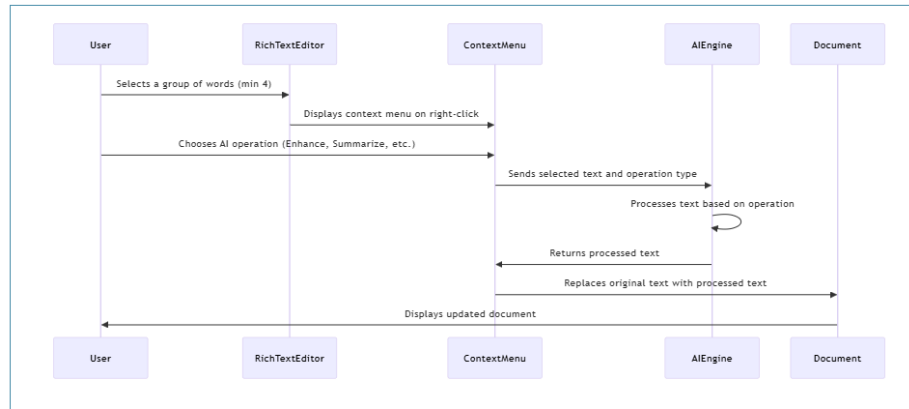 User RichTextEditor ContextMenu AIEngine Document
Selects a group of words (min 4)
Displays context menu on right-click
Chooses AI operation (Enhance, Summarize, etc.)
Sends selected text and operation type
Processes text based on operation
Returns processed text
Replaces original text with processed text
Displays updated document
User RichTextEditor ContextMenu AIEngine Document